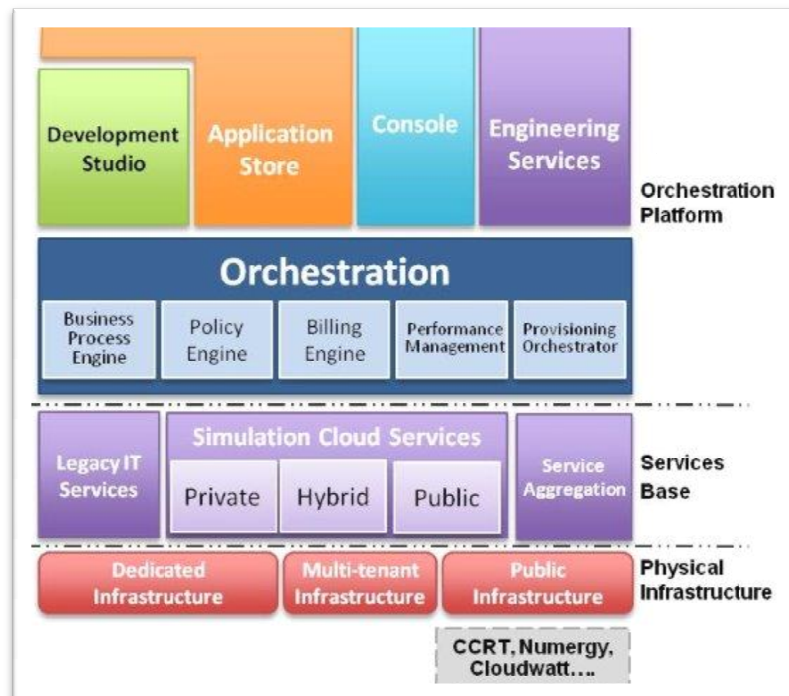 Development
Studio
Application
Store
Console
Engineering
Services
Orchestration
Platform
Orchestration
Business
Process
Engine
Policy
Engine
Billing
Engine
Performance
Management
Provisioning
Orchestrator
Legacy IT
Services
Simulation Cloud Services
Private
Hybrid
Public
Service
Aggregation
Services
Base
Dedicated
Infrastructure
Multi-tenant
Infrastructure
Public
Infrastructure
Physical
Infrastructure
CCRT, Numergy,
Cloudwatt....